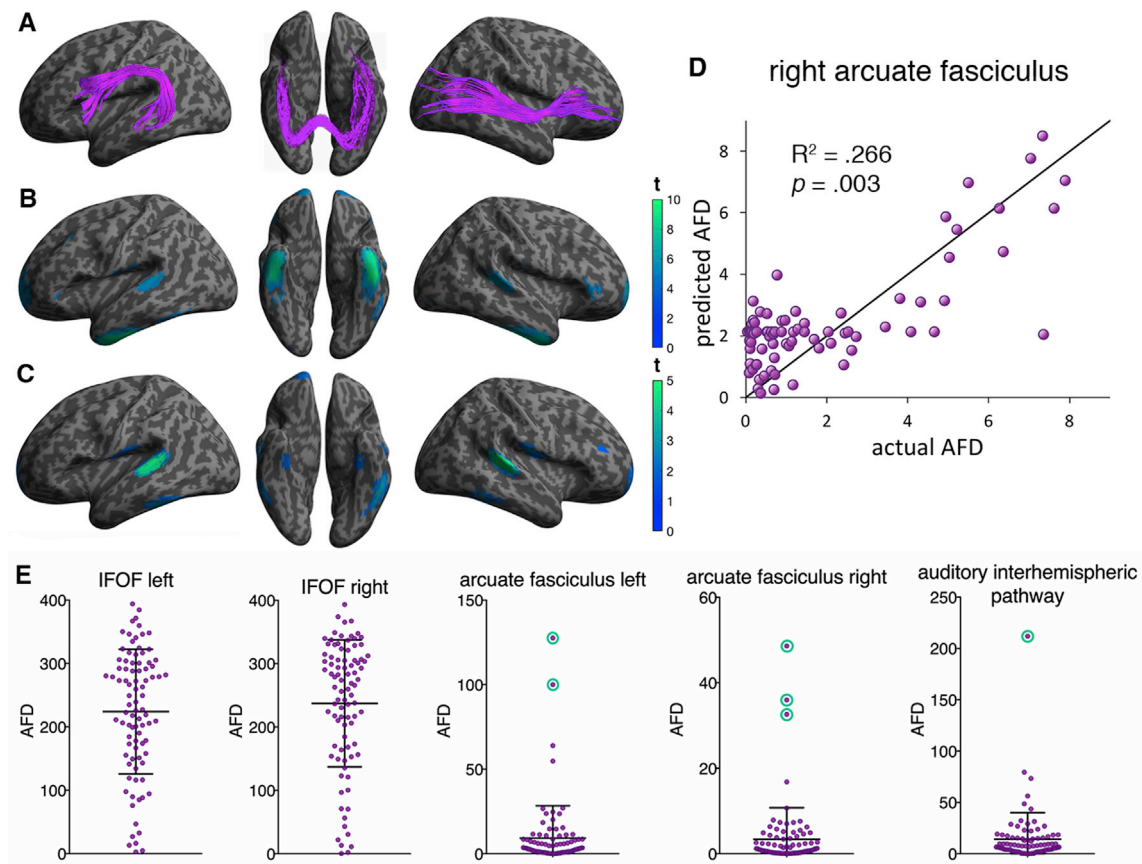 A
D
right arcuate fasciculus
R² = .266
p = .003
predicted AFD
8
6
4
2
0
0 2 4 6 8
actual AFD
B
t
10
8
6
4
2
0
C
t
5
4
3
2
1
0
E
IFOF left
AFD
400
300
200
100
0
IFOF right
AFD
400
300
200
100
0
arcuate fasciculus left
AFD
150
100
50
0
arcuate fasciculus right
AFD
60
40
20
0
auditory interhemispheric
pathway
AFD
250
200
150
100
50
0